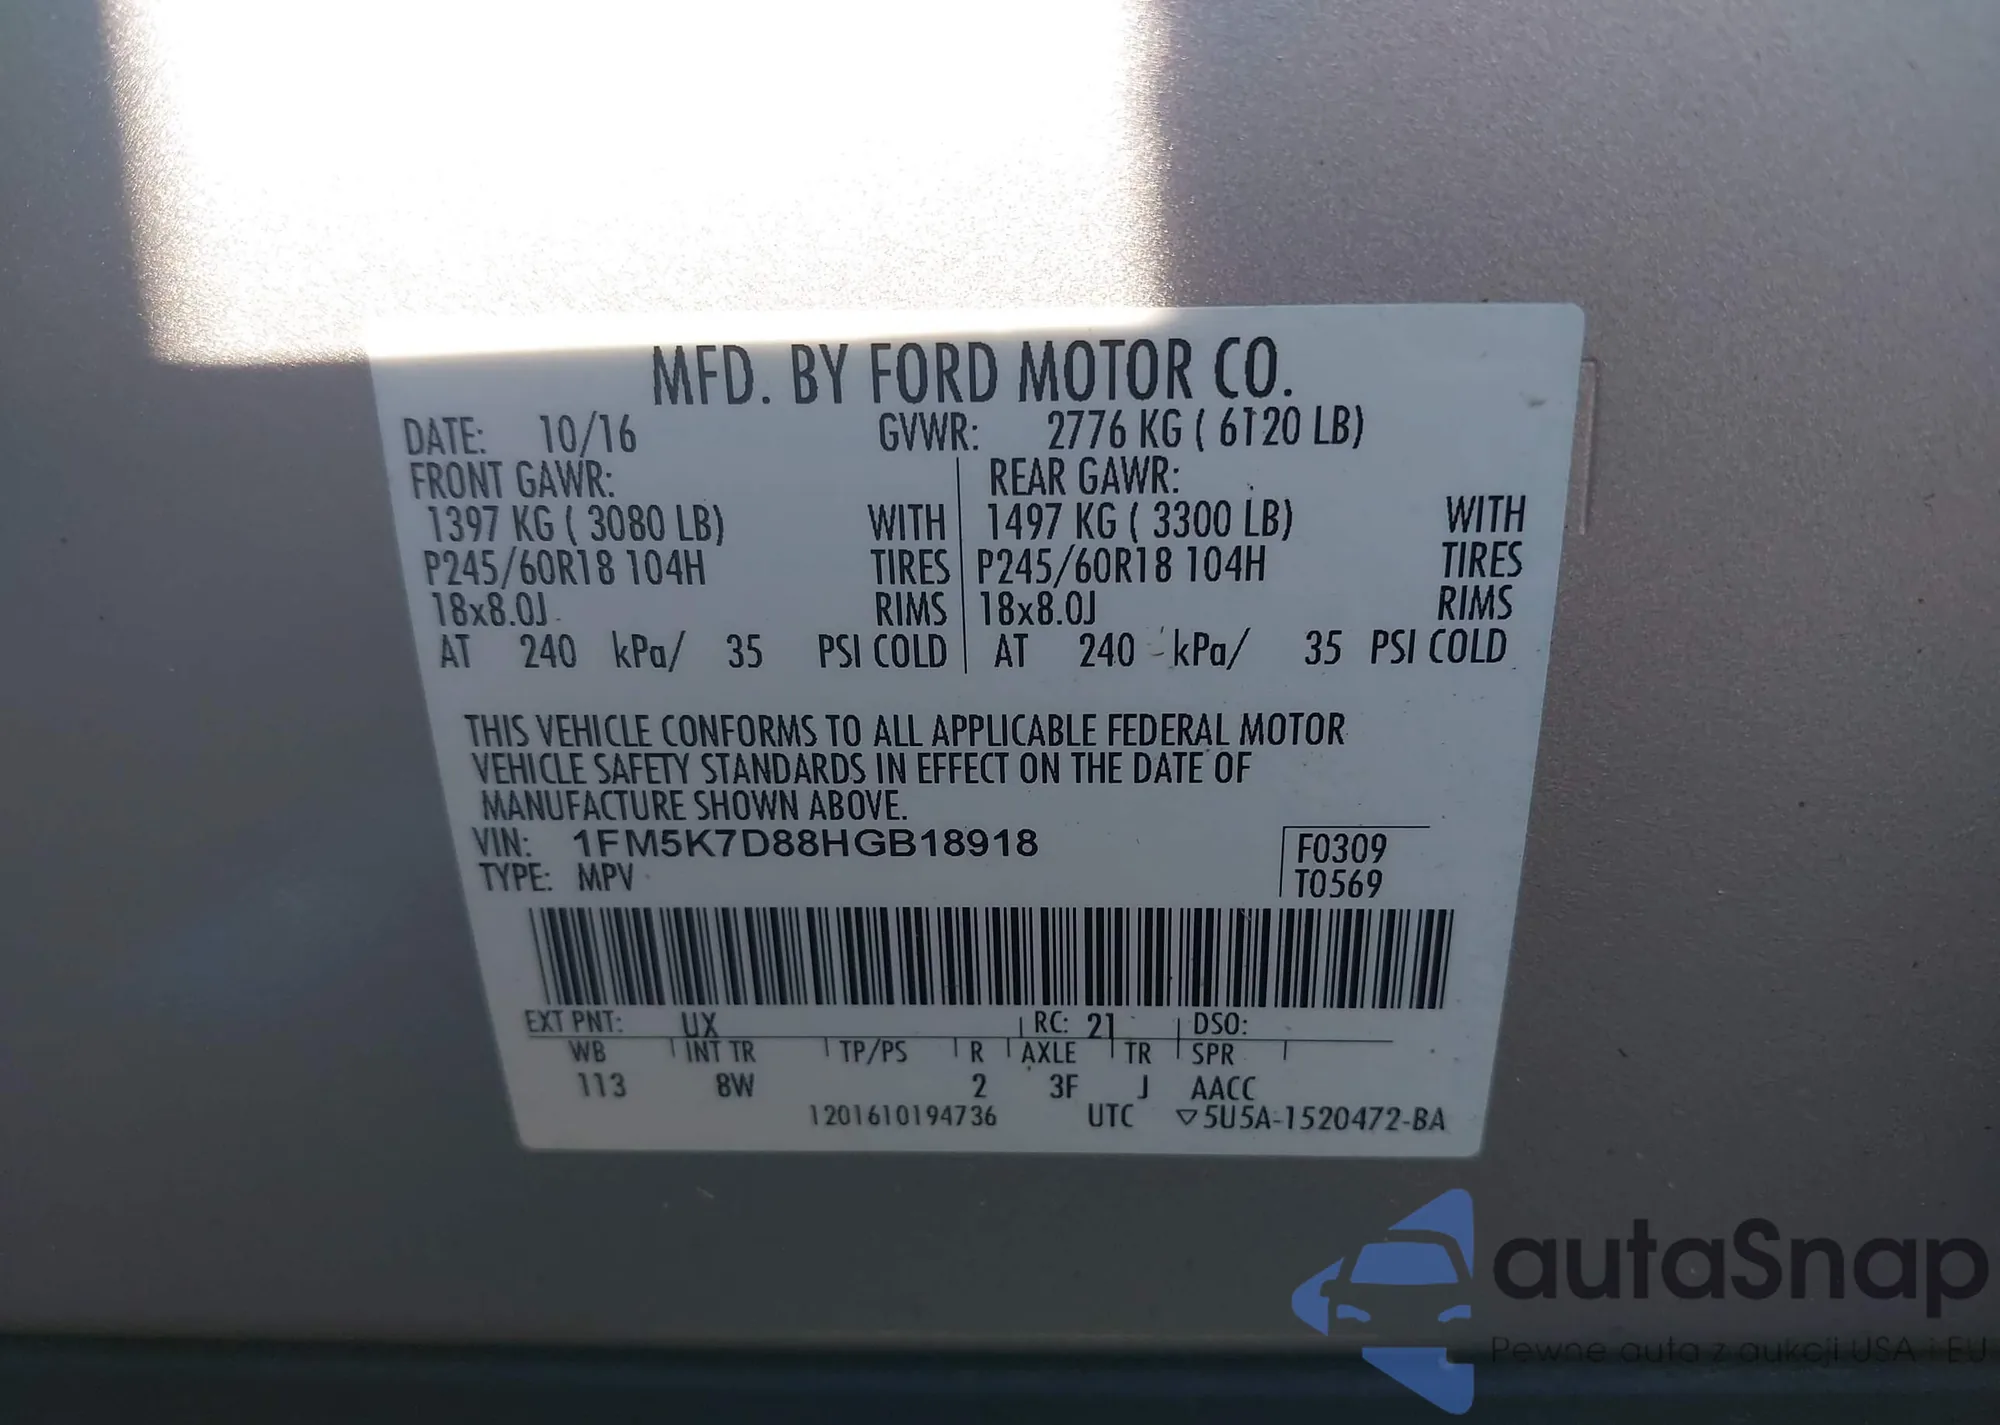 MFD. BY FORD MOTOR CO.
DATE: 10/16 GVWR: 2776 KG ( 6120 LB)
FRONT GAWR: REAR GAWR:
1397 KG ( 3080 LB) WITH 1497 KG ( 3300 LB) WITH
P245/60R18 104H TIRES P245/60R18 104H TIRES
18x8.0J RIMS 18x8.0J RIMS
AT 240 kPa/ 35 PSI COLD AT 240 kPa/ 35 PSI COLD
THIS VEHICLE CONFORMS TO ALL APPLICABLE FEDERAL MOTOR
VEHICLE SAFETY STANDARDS IN EFFECT ON THE DATE OF
MANUFACTURE SHOWN ABOVE.
VIN: 1FM5K7D88HGB18918 F0309
TYPE: MPV T0569
EXT PNT: UX RC: 21 DSO:
WB INT TR TP/PS R AXLE TR SPR
113 8W 2 3F J AACC
1201610194736 UTC ▽5U5A-1520472-BA
autaSnap
Pewne auta z aukcji USA i EU